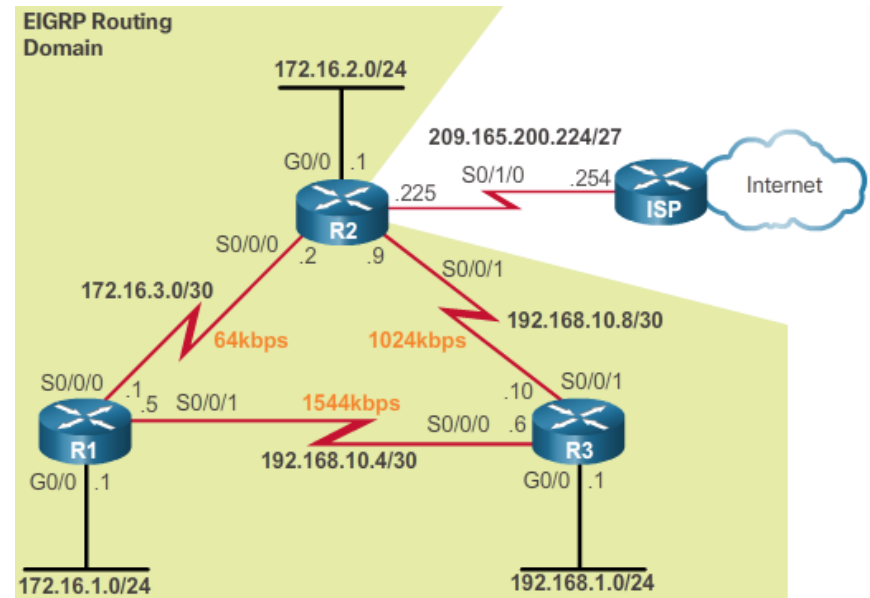 EIGRP Routing
Domain
172.16.2.0/24
209.165.200.224/27
G0/0 .1
S0/1/0
.225
.254
Internet
ISP
R2
S0/0/0
.2
.9
S0/0/1
172.16.3.0/30
192.168.10.8/30
64kbps
1024kbps
S0/0/0
.1
.10
S0/0/1
.5
S0/0/1
1544kbps
S0/0/0
.6
R1
R3
192.168.10.4/30
G0/0 .1
G0/0 .1
172.16.1.0/24
192.168.1.0/24